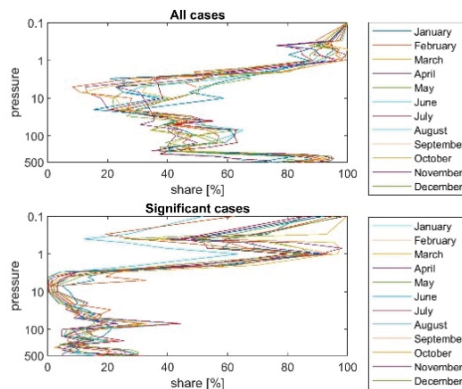 All cases
0.1
1
10
100
500
pressure
0 20 40 60 80 100
share [%]
January
February
March
April
May
June
July
August
Septembe
October
November
December
Significant cases
0.1
1
10
100
500
pressure
0 20 40 60 80 100
share [%]
January
February
March
April
May
June
July
August
Septembe
October
November
December